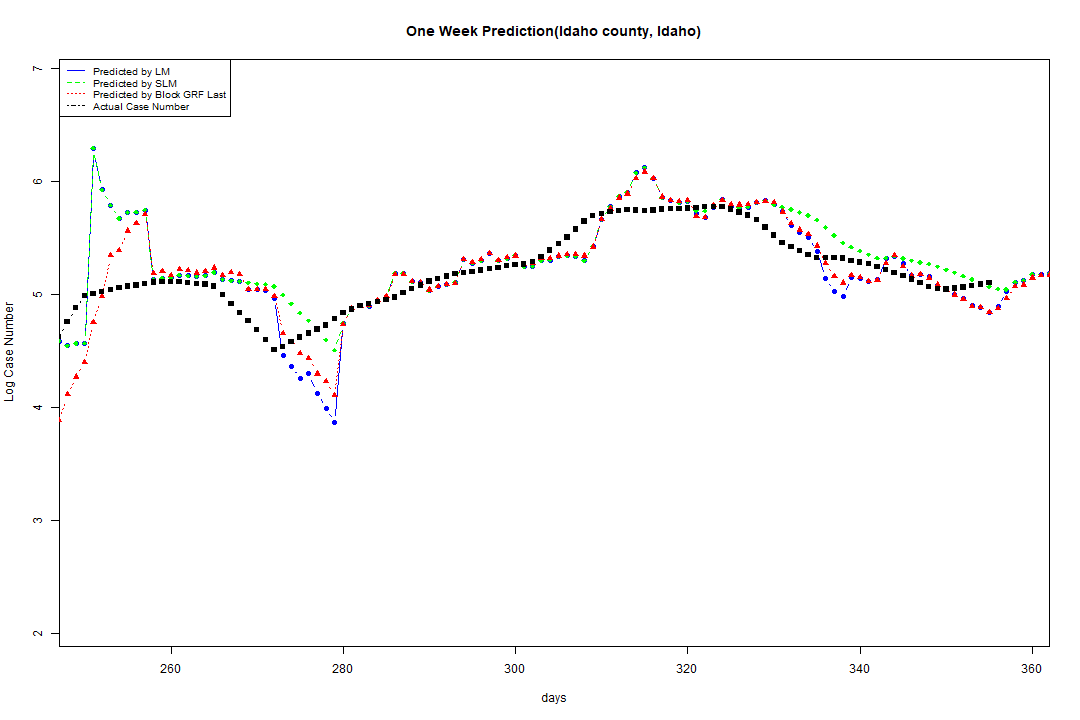 One Week Prediction(Idaho county, Idaho)
Predicted by LM
Predicted by SLM
Predicted by Block GRF Last
Actual Case Number
Log Case Number
7
6
5
4
3
2
260 280 300 320 340 360
days